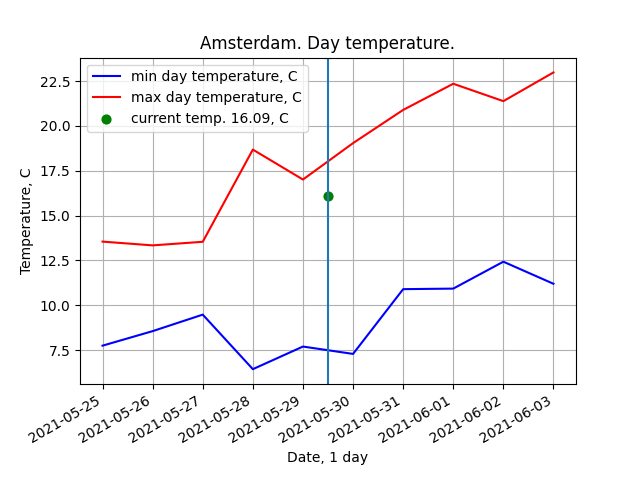 Amsterdam. Day temperature.
min day temperature, C
max day temperature, C
current temp. 16.09, C
Temperature, C
22.5
20.0
17.5
15.0
12.5
10.0
7.5
2021-05-25
2021-05-26
2021-05-27
2021-05-28
2021-05-29
2021-05-30
2021-05-31
2021-06-01
2021-06-02
2021-06-03
Date, 1 day